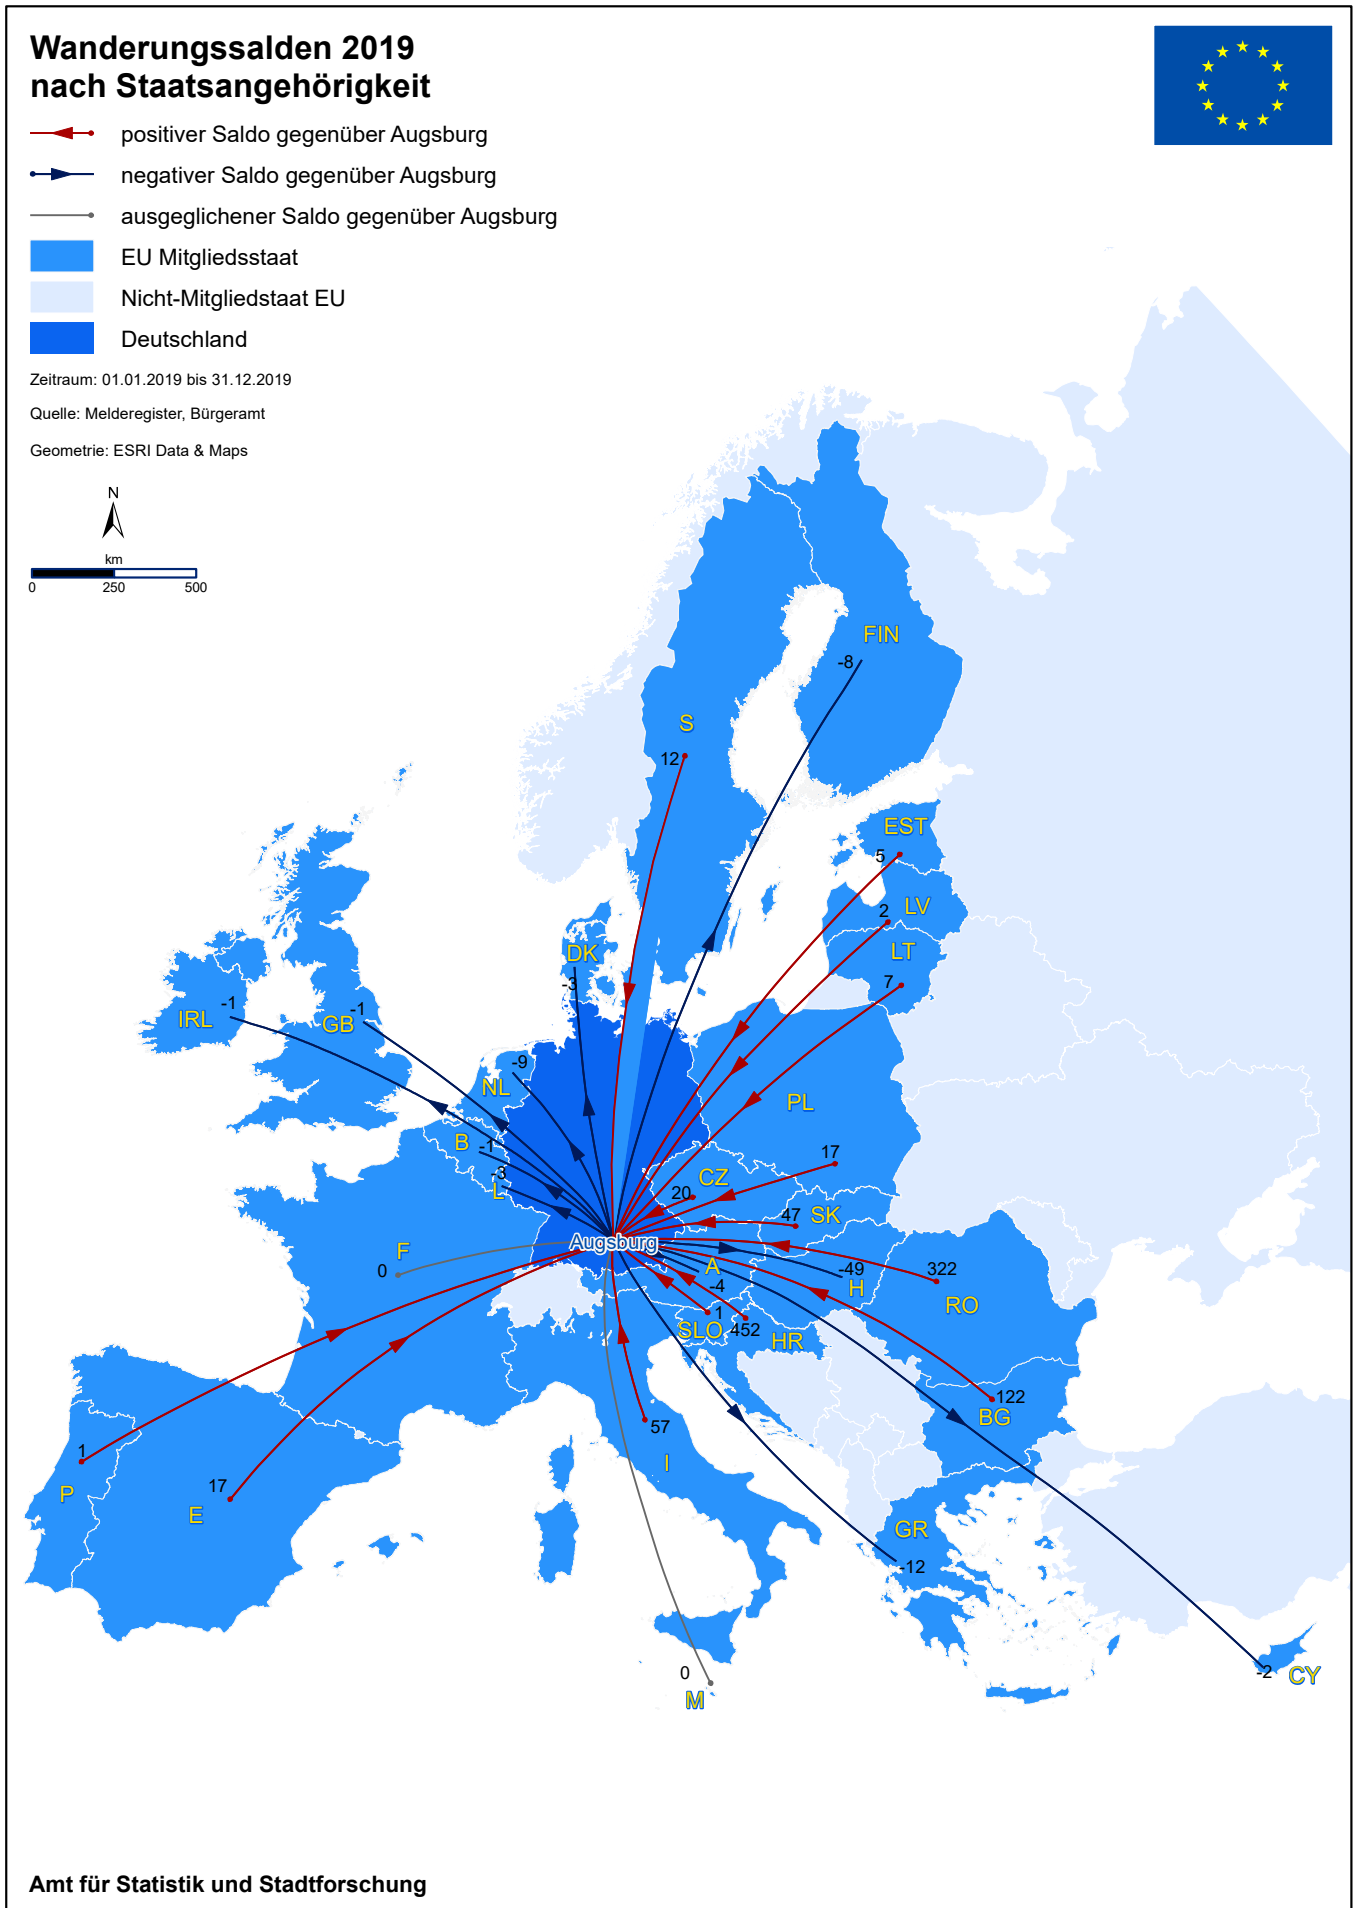 Wanderungssalden 2019
nach Staatsangehörigkeit
positiver Saldo gegenüber Augsburg
negativer Saldo gegenüber Augsburg
ausgeglichener Saldo gegenüber Augsburg
EU Mitgliedsstaat
Nicht-Mitgliedstaat EU
Deutschland
Zeitraum: 01.01.2019 bis 31.12.2019
Quelle: Melderegister, Bürgeramt
Geometrie: ESRI Data & Maps
N
km
0 250 500
FIN
-8
S
12
EST
5
LV
2
LT
7
DK
-3
IRL
-1
GB
-1
NL
-9
PL
17
B
-1
L
-3
CZ
20
SK
47
Augsburg
F
0
A
-4
H
-49
RO
322
SLO
1
HR
452
BG
122
I
57
P
1
E
17
GR
-12
M
0
CY
-2
Amt für Statistik und Stadtforschung